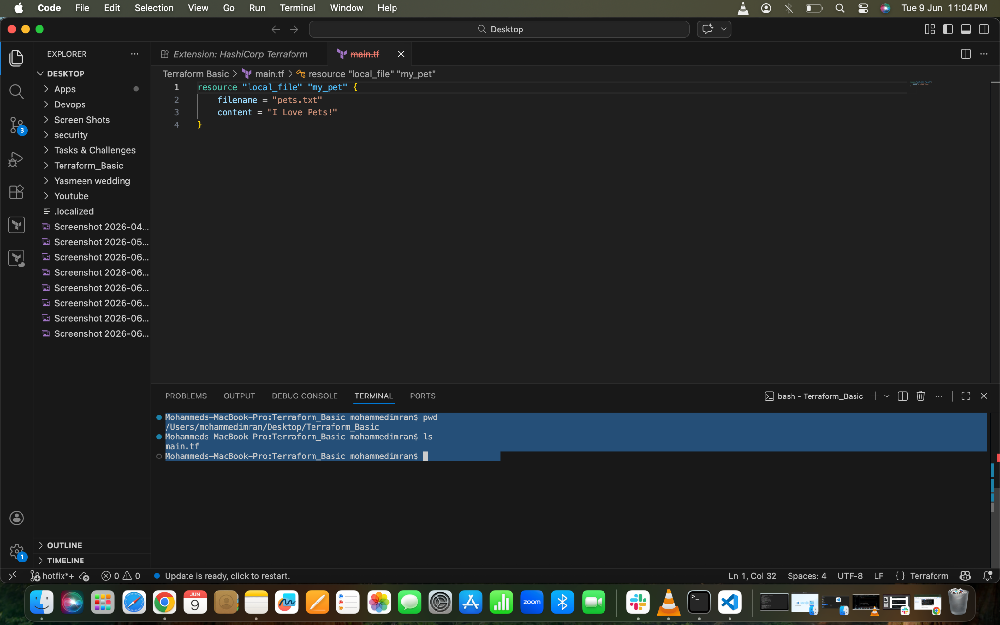 Code File Edit Selection View Go Run Terminal Window Help
Tue 9 Jun 11:04 PM
Desktop
EXPLORER
Extension: HashiCorp Terraform
main.tf
DESKTOP
Apps
Devops
Screen Shots
security
Tasks & Challenges
Terraform_Basic
Yasmeen wedding
Youtube
.localized
Screenshot 2026-04...
Screenshot 2026-05...
Screenshot 2026-06...
Screenshot 2026-06...
Screenshot 2026-06...
Screenshot 2026-06...
Screenshot 2026-06...
Screenshot 2026-06...
3
Terraform Basic > main.tf > resource "local_file" "my_pet"
1 resource "local_file" "my_pet" {
2 filename = "pets.txt"
3 content = "I Love Pets!"
4 }
PROBLEMS OUTPUT DEBUG CONSOLE TERMINAL PORTS
bash - Terraform_Basic
Mohammeds-MacBook-Pro:Terraform_Basic mohammedimran$ pwd
/Users/mohammedimran/Desktop/Terraform_Basic
Mohammeds-MacBook-Pro:Terraform_Basic mohammedimran$ ls
main.tf
Mohammeds-MacBook-Pro:Terraform_Basic mohammedimran$
OUTLINE
TIMELINE
1
hotfix*+ 0 0 Update is ready, click to restart.
Ln 1, Col 32 Spaces: 4 UTF-8 LF {} Terraform
JUN
9
zoom